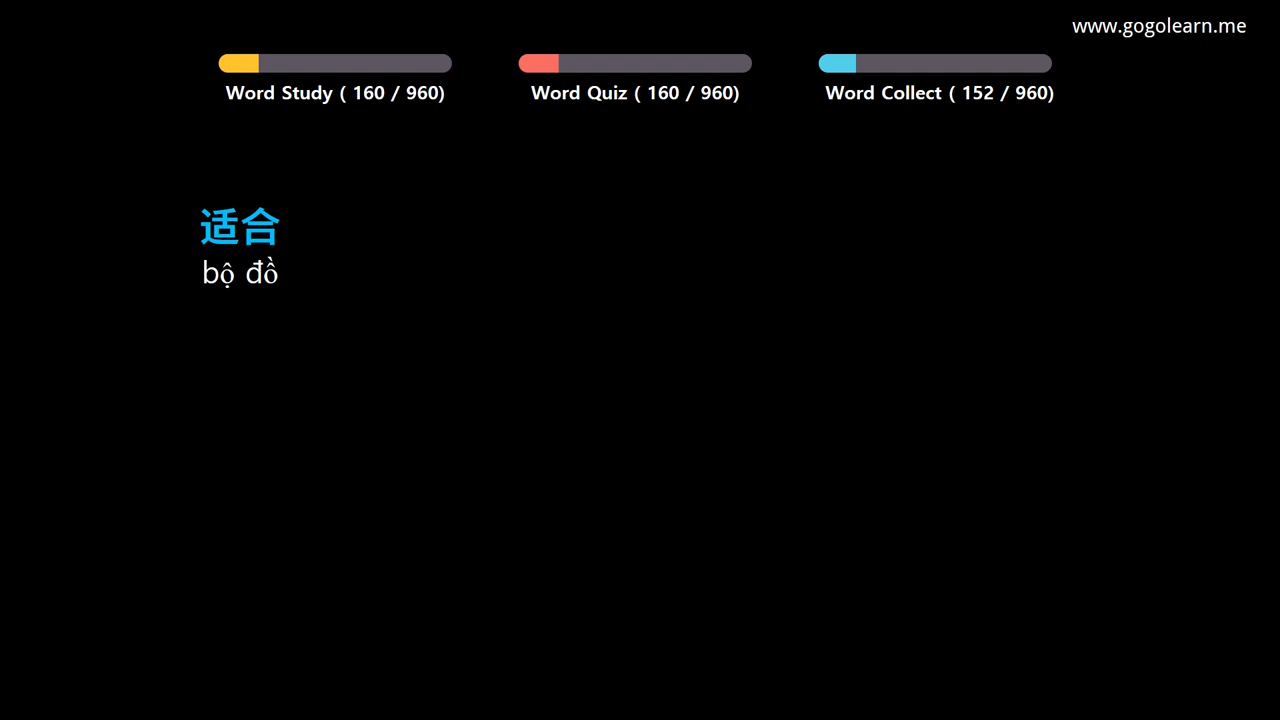 www.gogolearn.me
Word Study ( 160 / 960)
Word Quiz ( 160 / 960)
Word Collect ( 152 / 960)
适合
bộ đồ